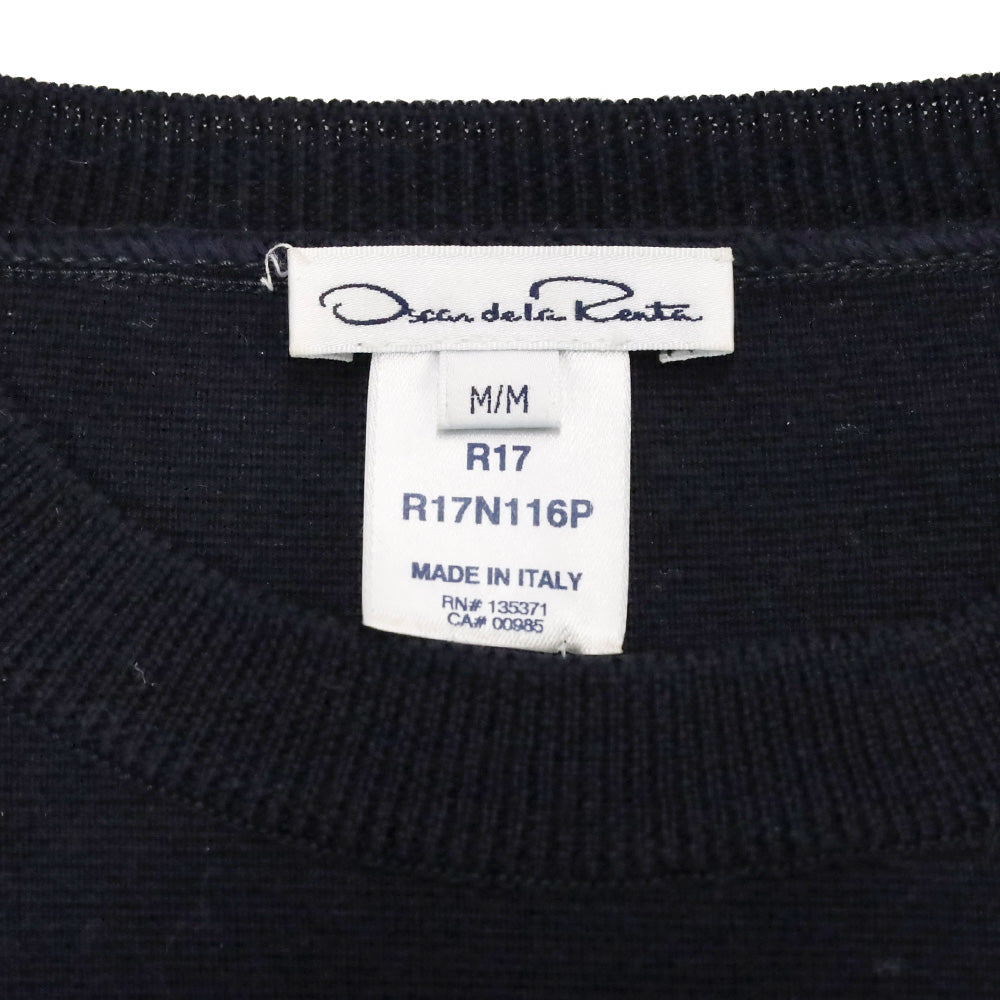 Oscar de la Renta
M/M
R17
R17N116P
MADE IN ITALY
RN# 135371
CA# 00985